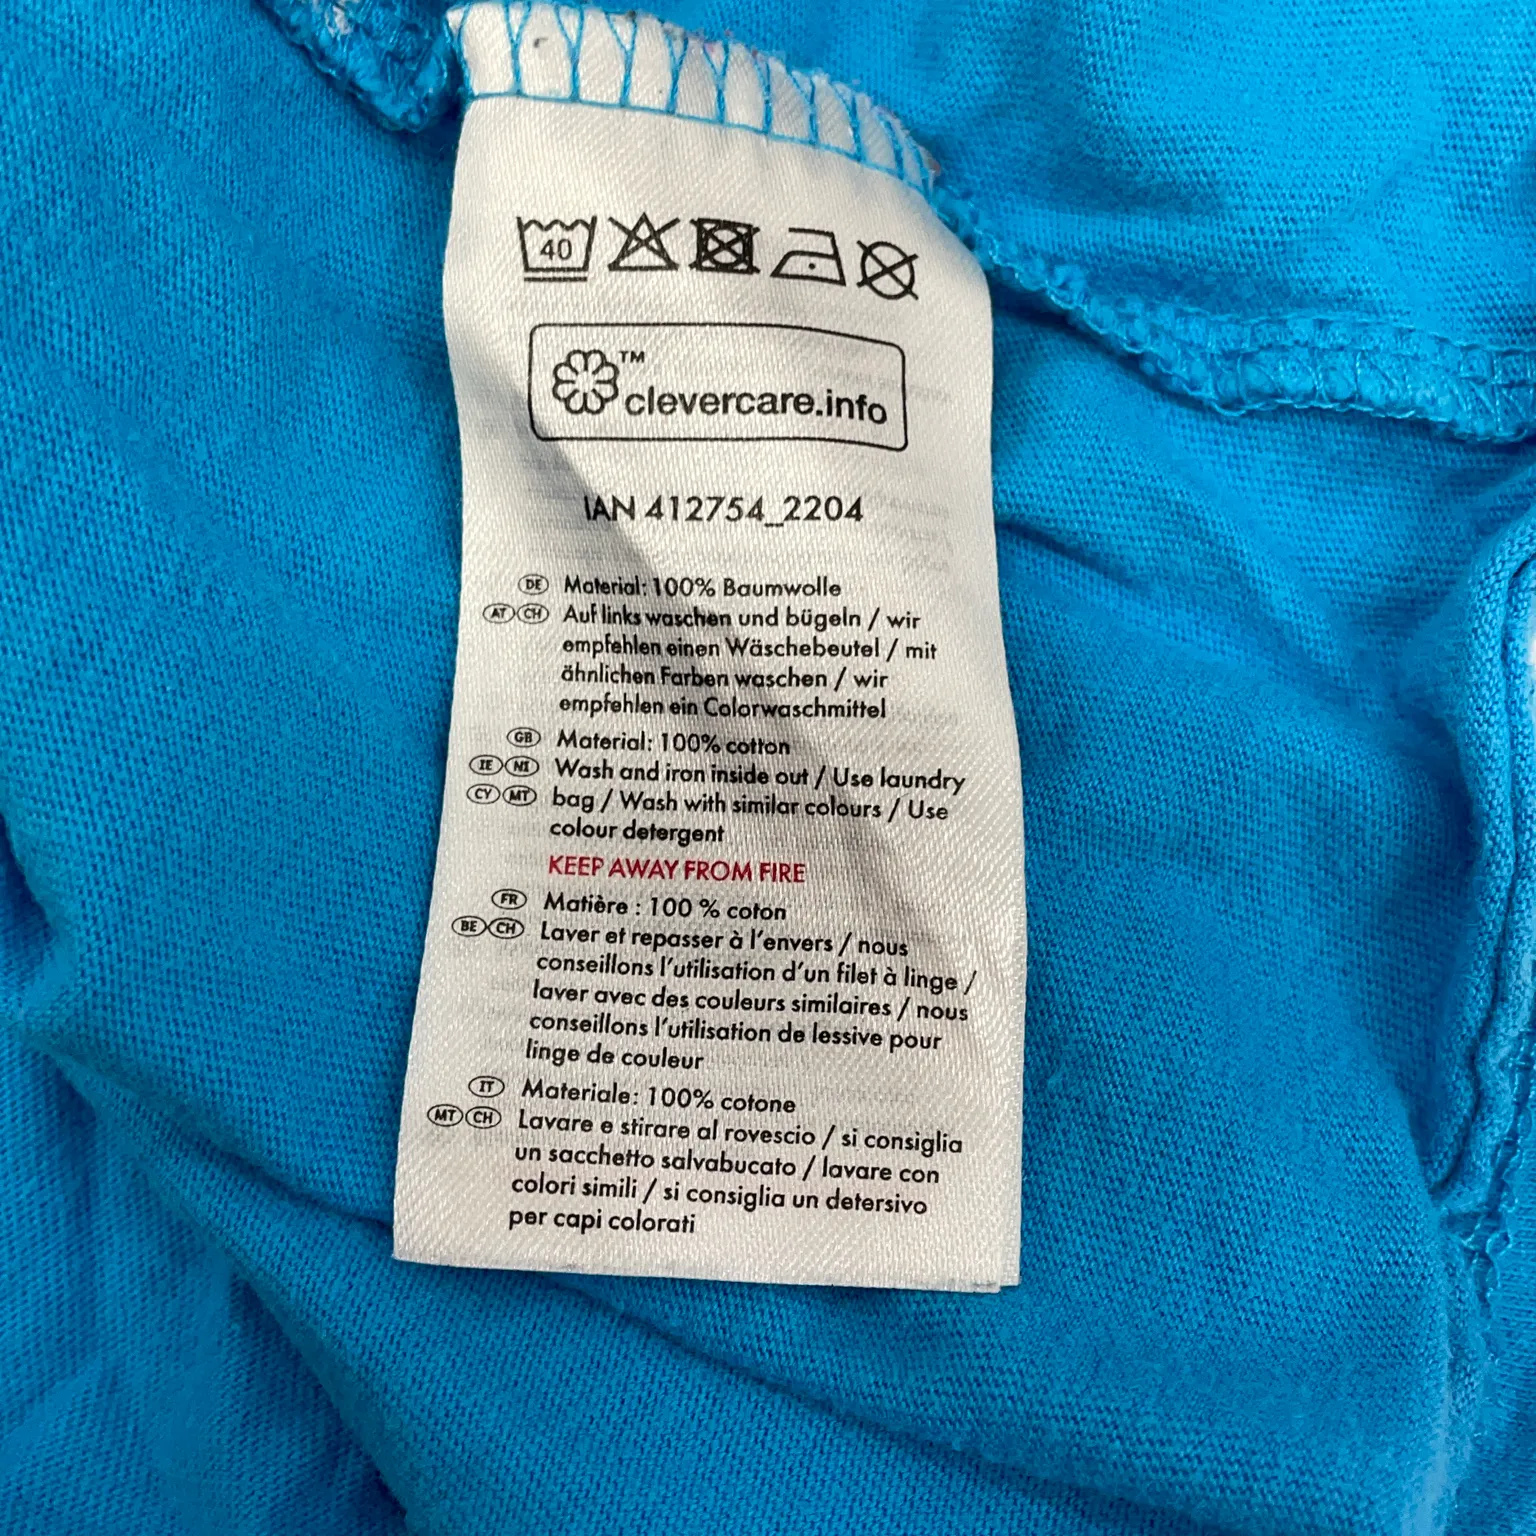 40
™
clevercare.info
IAN 412754_2204
DE Material: 100% Baumwolle
AT CH Auf links waschen und bügeln / wir
empfehlen einen Wäschebeutel / mit
ähnlichen Farben waschen / wir
empfehlen ein Colorwaschmittel
GB Material: 100% cotton
IE NI Wash and iron inside out / Use laundry
CY MT bag / Wash with similar colours / Use
colour detergent
KEEP AWAY FROM FIRE
FR Matière : 100 % coton
BE CH Laver et repasser à l'envers / nous
conseillons l'utilisation d'un filet à linge /
laver avec des couleurs similaires / nous
conseillons l'utilisation de lessive pour
linge de couleur
IT Materiale: 100% cotone
MT CH Lavare e stirare al rovescio / si consiglia
un sacchetto salvabucato / lavare con
colori simili / si consiglia un detersivo
per capi colorati